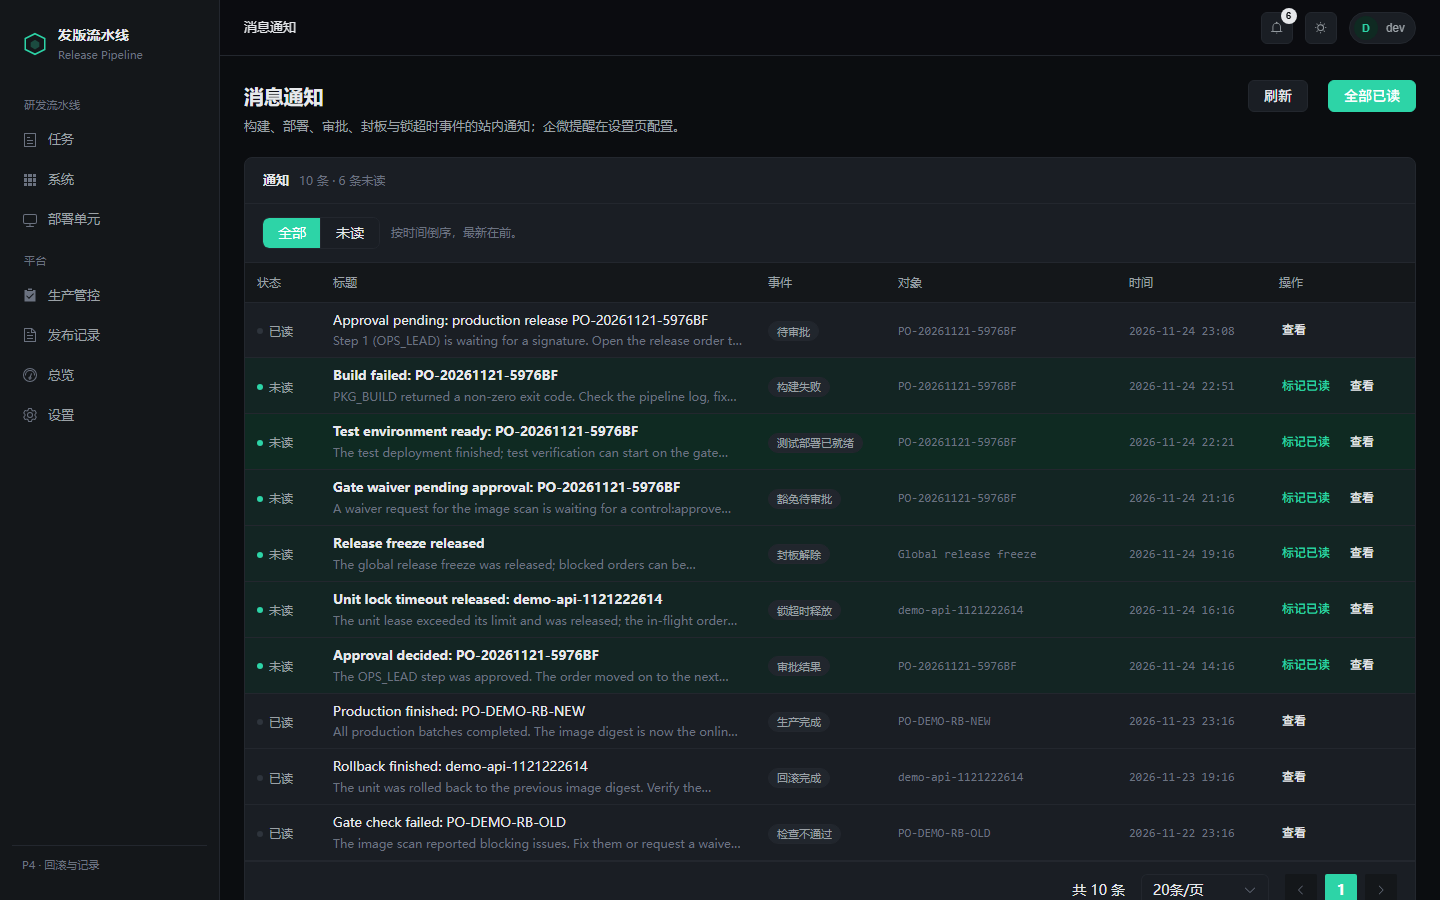 发版流水线
Release Pipeline
研发流水线
任务
系统
部署单元
平台
生产管控
发布记录
总览
设置
P4 · 回滚与记录
消息通知
6
D dev
消息通知
构建、部署、审批、封板与锁超时事件的站内通知；企微提醒在设置页配置。
刷新 全部已读
通知 10 条 · 6 条未读
全部 未读 按时间倒序，最新在前。
状态 标题 事件 对象 时间 操作
已读 Approval pending: production release PO-20261121-5976BF 待审批 PO-20261121-5976BF 2026-11-24 23:08 查看
Step 1 (OPS_LEAD) is waiting for a signature. Open the release order t...
未读 Build failed: PO-20261121-5976BF 构建失败 PO-20261121-5976BF 2026-11-24 22:51 标记已读 查看
PKG_BUILD returned a non-zero exit code. Check the pipeline log, fix...
未读 Test environment ready: PO-20261121-5976BF 测试部署已就绪 PO-20261121-5976BF 2026-11-24 22:21 标记已读 查看
The test deployment finished; test verification can start on the gate...
未读 Gate waiver pending approval: PO-20261121-5976BF 豁免待审批 PO-20261121-5976BF 2026-11-24 21:16 标记已读 查看
A waiver request for the image scan is waiting for a control:approve...
未读 Release freeze released 封板解除 Global release freeze 2026-11-24 19:16 标记已读 查看
The global release freeze was released; blocked orders can be...
未读 Unit lock timeout released: demo-api-1121222614 锁超时释放 demo-api-1121222614 2026-11-24 16:16 标记已读 查看
The unit lease exceeded its limit and was released; the in-flight order...
未读 Approval decided: PO-20261121-5976BF 审批结果 PO-20261121-5976BF 2026-11-24 14:16 标记已读 查看
The OPS_LEAD step was approved. The order moved on to the next...
已读 Production finished: PO-DEMO-RB-NEW 生产完成 PO-DEMO-RB-NEW 2026-11-23 23:16 查看
All production batches completed. The image digest is now the onlin...
已读 Rollback finished: demo-api-1121222614 回滚完成 demo-api-1121222614 2026-11-23 19:16 查看
The unit was rolled back to the previous image digest. Verify the...
已读 Gate check failed: PO-DEMO-RB-OLD 检查不通过 PO-DEMO-RB-OLD 2026-11-22 23:16 查看
The image scan reported blocking issues. Fix them or request a waive...
共 10 条 20条/页 1